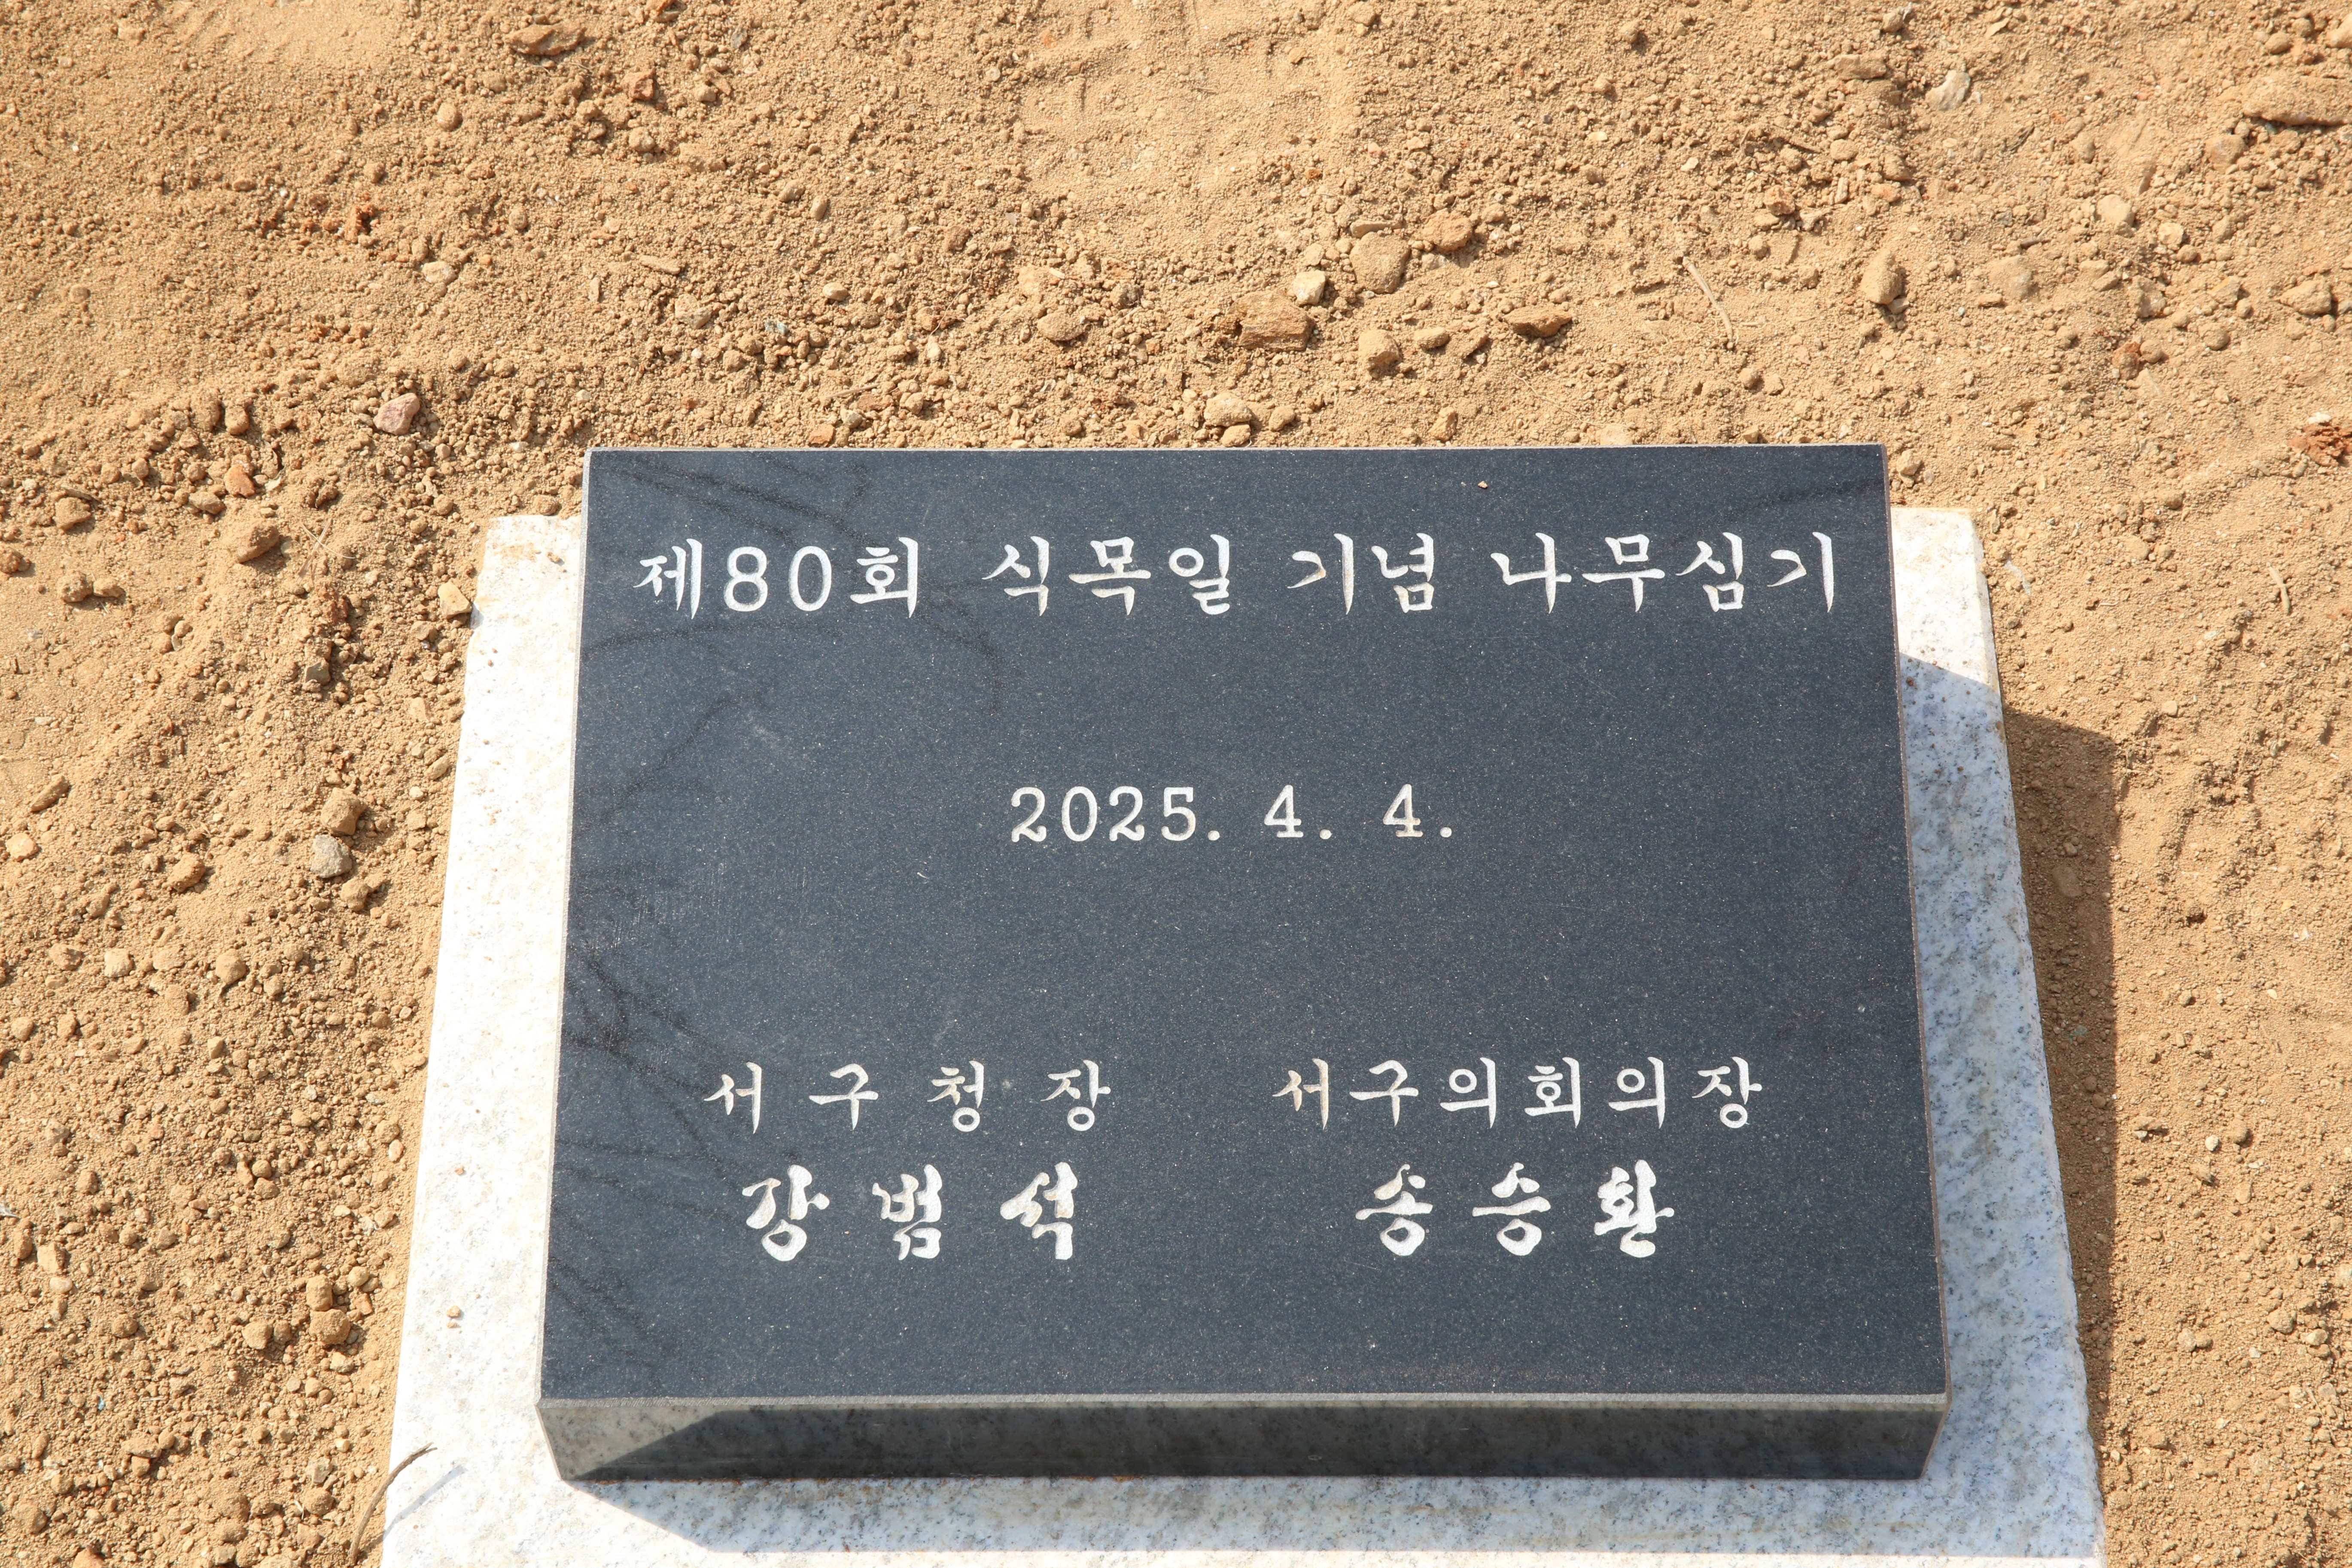 제80회 식목일 기념 나무심기
2025. 4. 4.
서구청장 서구의회의장
강범석 송승환